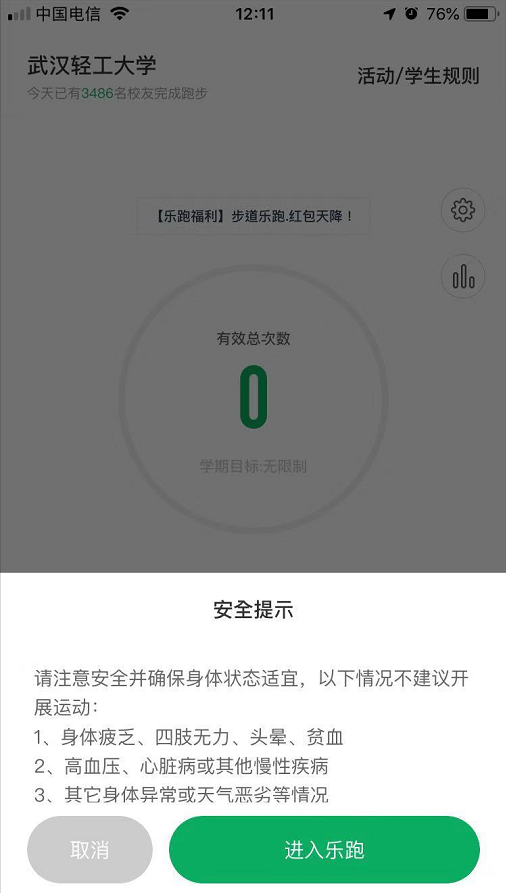 中国电信 12:11 76%
武汉轻工大学
活动/学生规则
今天已有3486名校友完成跑步
【乐跑福利】步道乐跑.红包天降！
有效总次数
0
学期目标:无限制
安全提示
请注意安全并确保身体状态适宜，以下情况不建议开
展运动：
1、身体疲乏、四肢无力、头晕、贫血
2、高血压、心脏病或其他慢性疾病
3、其它身体异常或天气恶劣等情况
取消 进入乐跑